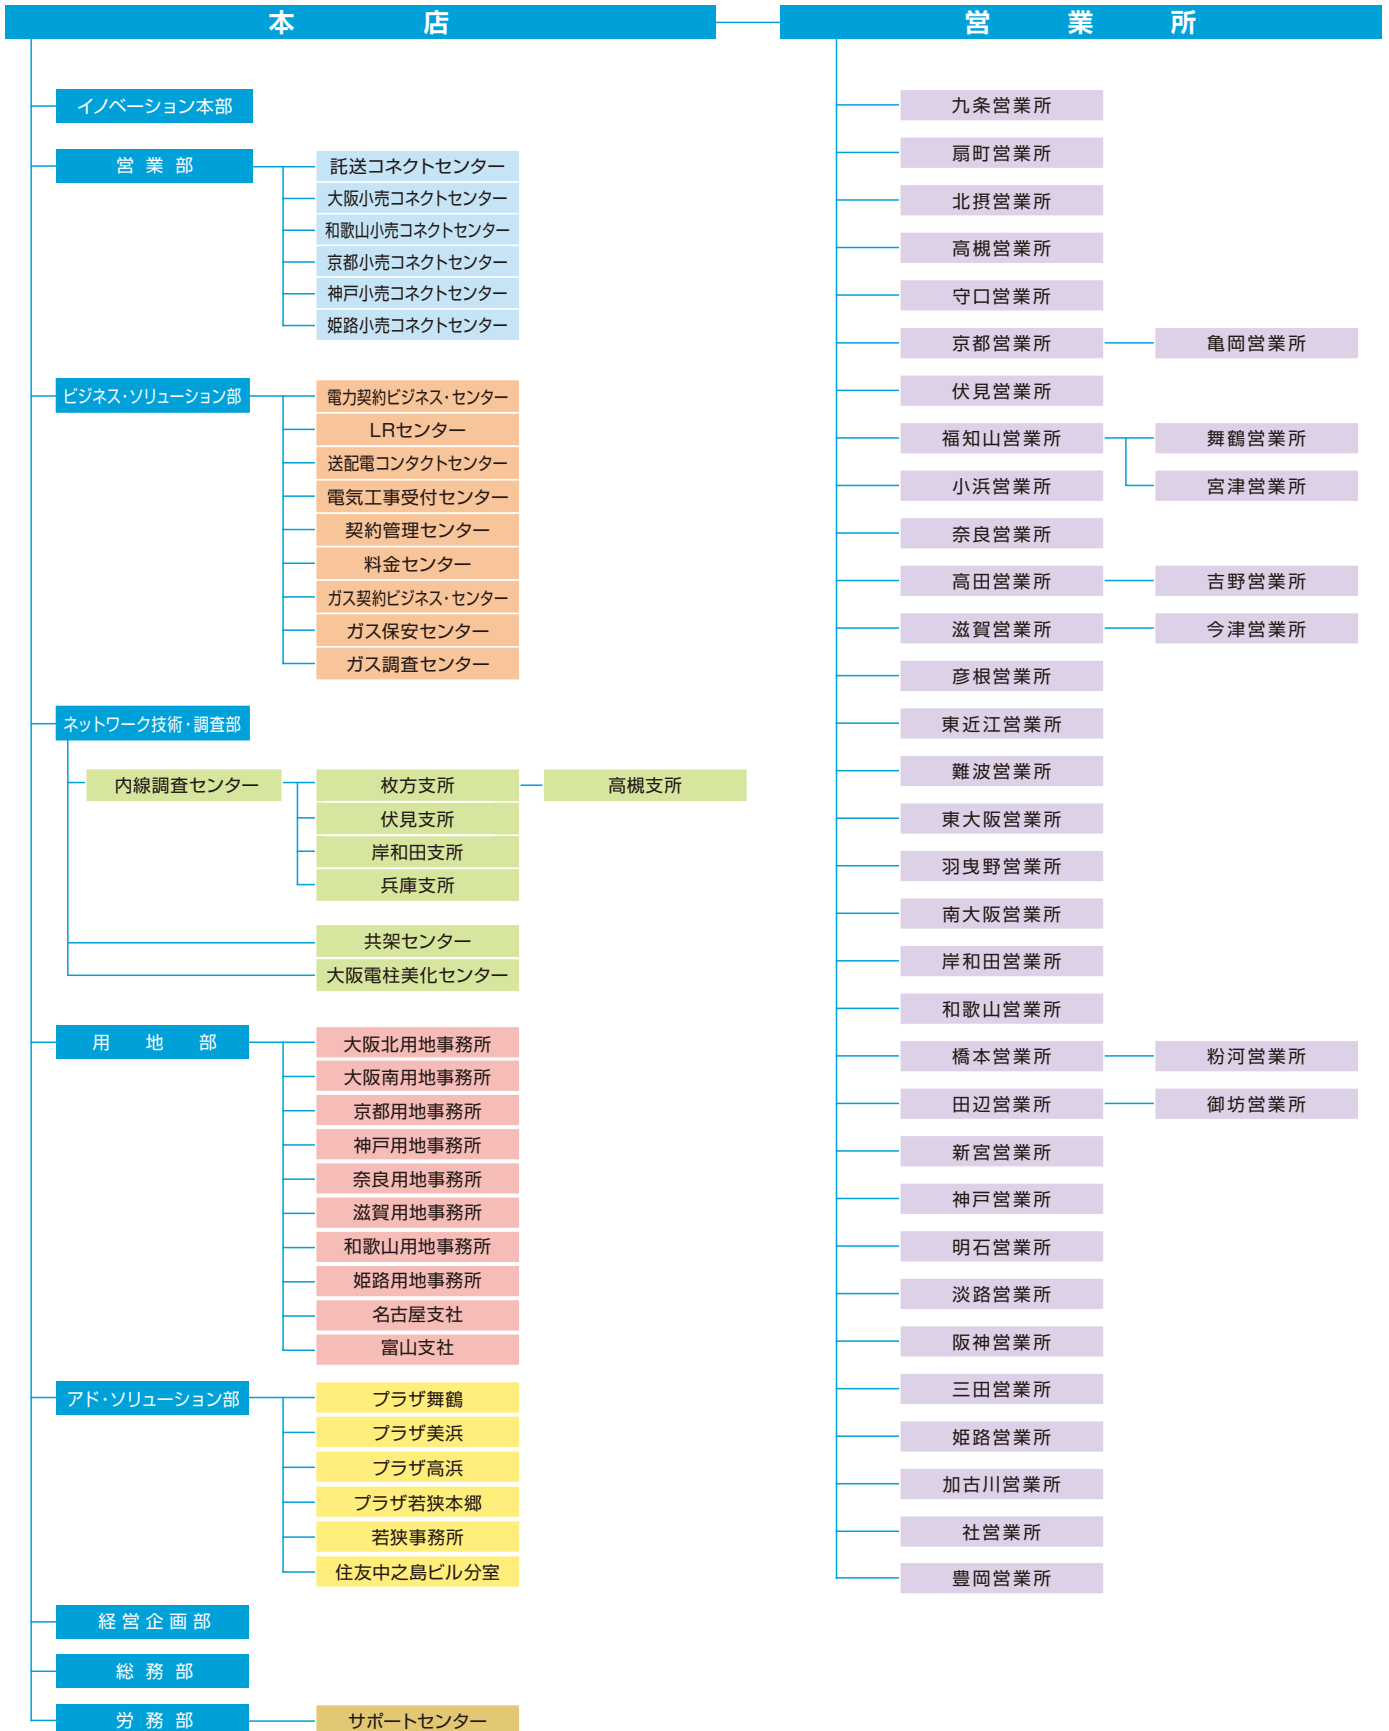 本店
イノベーション本部
営業部
託送コネクトセンター
大阪小売コネクトセンター
和歌山小売コネクトセンター
京都小売コネクトセンター
神戸小売コネクトセンター
姫路小売コネクトセンター
ビジネス・ソリューション部
電力契約ビジネス・センター
LRセンター
送配電コンタクトセンター
電気工事受付センター
契約管理センター
料金センター
ガス契約ビジネス・センター
ガス保安センター
ガス調査センター
ネットワーク技術・調査部
内線調査センター
枚方支所
高槻支所
伏見支所
岸和田支所
兵庫支所
共架センター
大阪電柱美化センター
用地部
大阪北用地事務所
大阪南用地事務所
京都用地事務所
神戸用地事務所
奈良用地事務所
滋賀用地事務所
和歌山用地事務所
姫路用地事務所
名古屋支社
富山支社
アド・ソリューション部
プラザ舞鶴
プラザ美浜
プラザ高浜
プラザ若狭本郷
若狭事務所
住友中之島ビル分室
経営企画部
総務部
労務部
サポートセンター
営業所
九条営業所
扇町営業所
北摂営業所
高槻営業所
守口営業所
京都営業所
亀岡営業所
伏見営業所
福知山営業所
舞鶴営業所
小浜営業所
宮津営業所
奈良営業所
高田営業所
吉野営業所
滋賀営業所
今津営業所
彦根営業所
東近江営業所
難波営業所
東大阪営業所
羽曳野営業所
南大阪営業所
岸和田営業所
和歌山営業所
橋本営業所
粉河営業所
田辺営業所
御坊営業所
新宮営業所
神戸営業所
明石営業所
淡路営業所
阪神営業所
三田営業所
姫路営業所
加古川営業所
社営業所
豊岡営業所